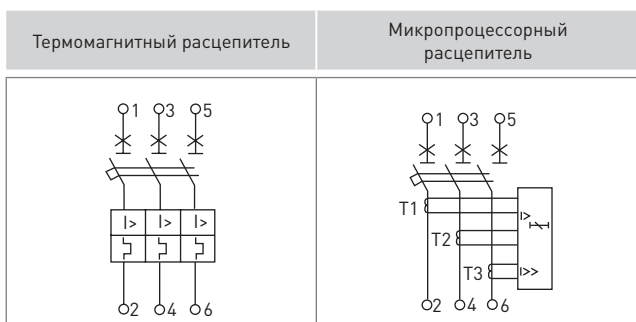 Термомагнитный расцепитель
Микропроцессорный
расцепитель
1 3 5
I> I> I>
2 4 6
1 3 5
T1
I>
T2
T3
I>>
2 4 6